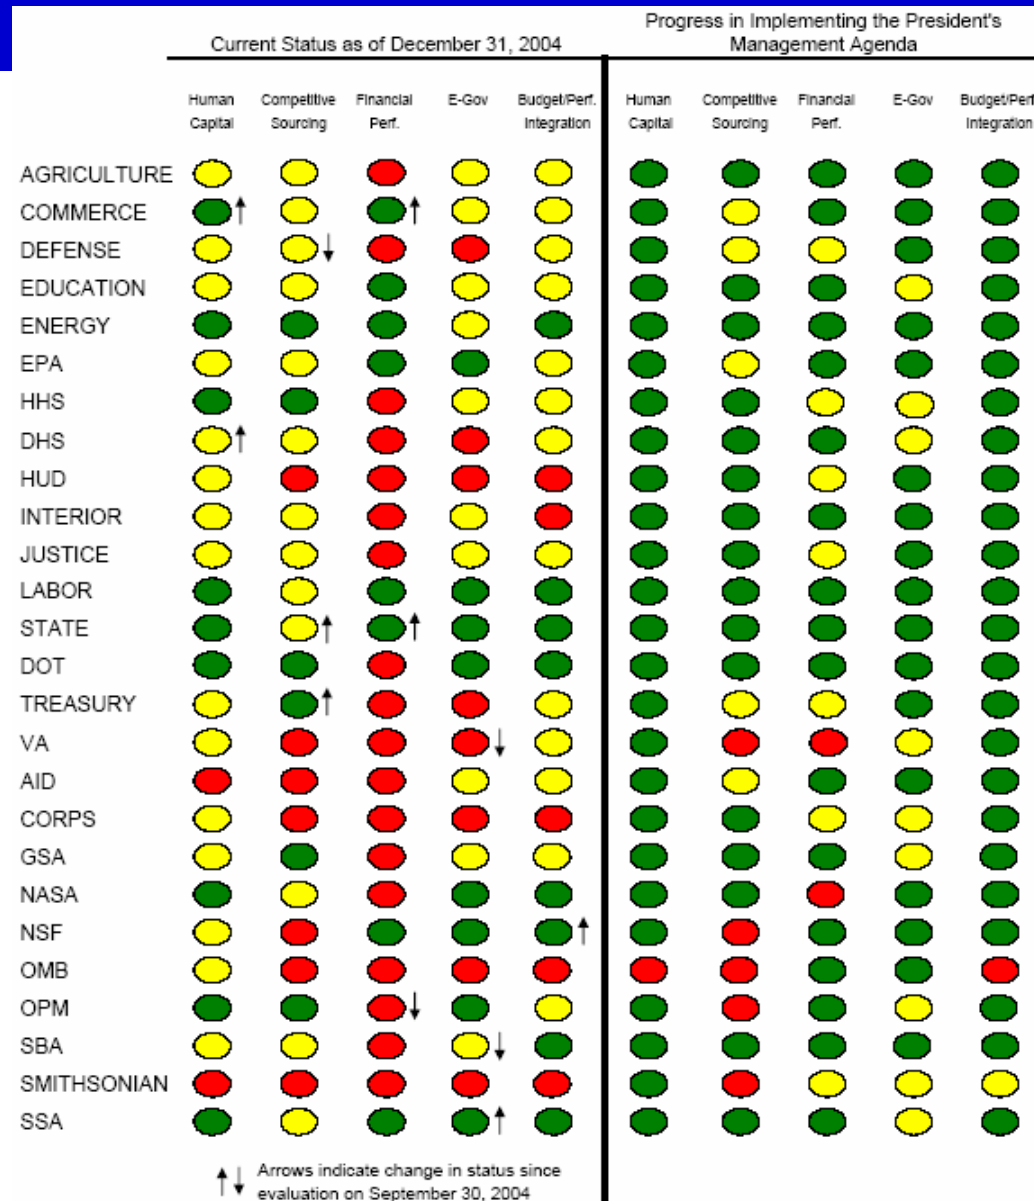 Current Status as of December 31, 2004
Progress in Implementing the President's
Management Agenda
Human Competitive Financial E-Gov Budget/Perf. Human Competitive Financial E-Gov Budget/Perf
Capital Sourcing Perf. Integration Capital Sourcing Perf. Integration
AGRICULTURE
COMMERCE
DEFENSE
EDUCATION
ENERGY
EPA
HHS
DHS
HUD
INTERIOR
JUSTICE
LABOR
STATE
DOT
TREASURY
VA
AID
CORPS
GSA
NASA
NSF
OMB
OPM
SBA
SMITHSONIAN
SSA
Arrows indicate change in status since
evaluation on September 30, 2004